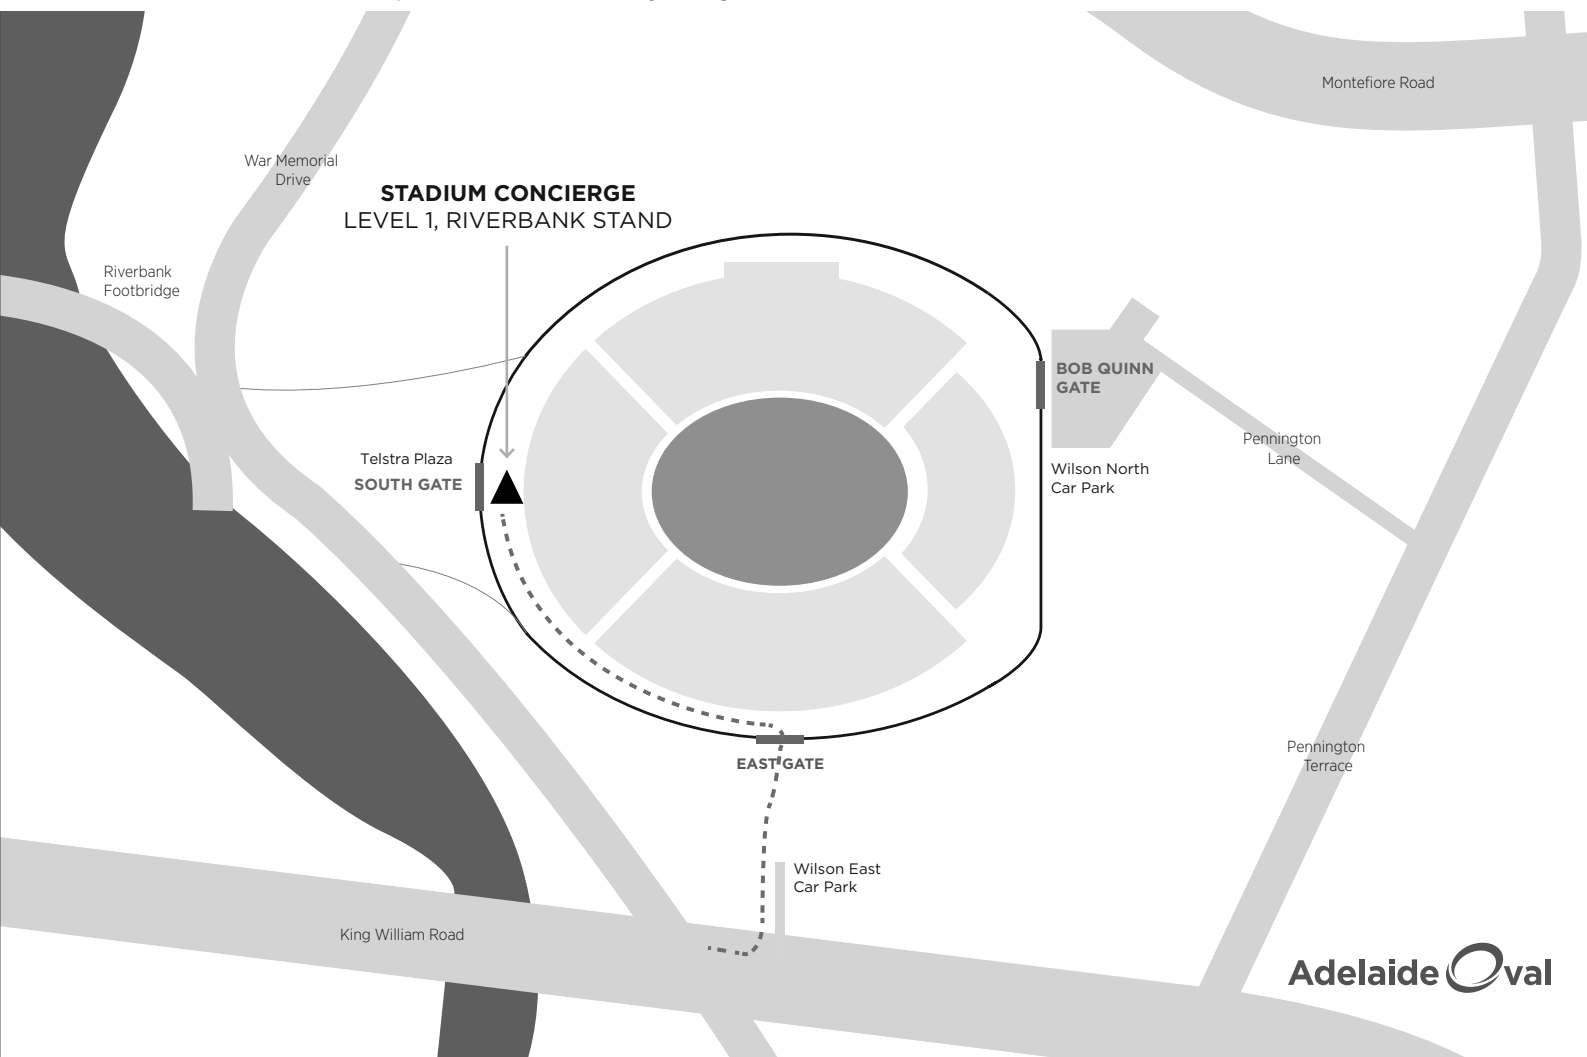 Montefiore Road
War Memorial
Drive
STADIUM CONCIERGE
LEVEL 1, RIVERBANK STAND
Riverbank
Footbridge
BOB QUINN
GATE
Pennington
Lane
Telstra Plaza
SOUTH GATE
Wilson North
Car Park
Pennington
Terrace
EAST GATE
Wilson East
Car Park
King William Road
Adelaide Oval